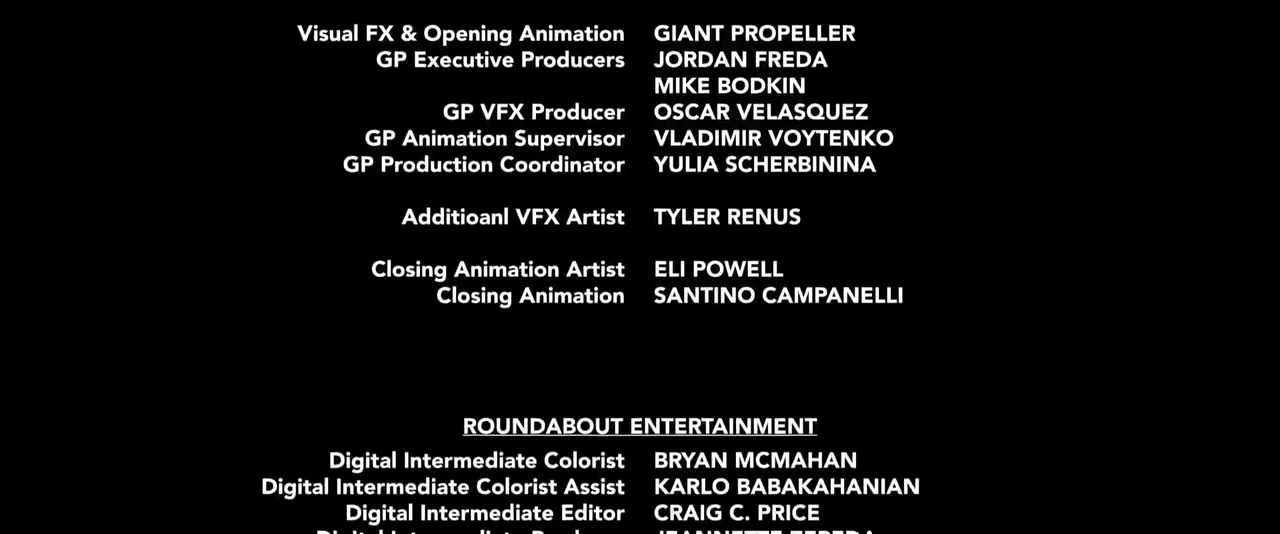 Visual FX & Opening Animation GIANT PROPELLER
GP Executive Producers JORDAN FREDA
MIKE BODKIN
GP VFX Producer OSCAR VELASQUEZ
GP Animation Supervisor VLADIMIR VOYTENKO
GP Production Coordinator YULIA SCHERBININA
Additioanl VFX Artist TYLER RENUS
Closing Animation Artist ELI POWELL
Closing Animation SANTINO CAMPANELLI
ROUNDABOUT ENTERTAINMENT
Digital Intermediate Colorist BRYAN MCMAHAN
Digital Intermediate Colorist Assist KARLO BABAKAHANIAN
Digital Intermediate Editor CRAIG C. PRICE
Digital Intermediate